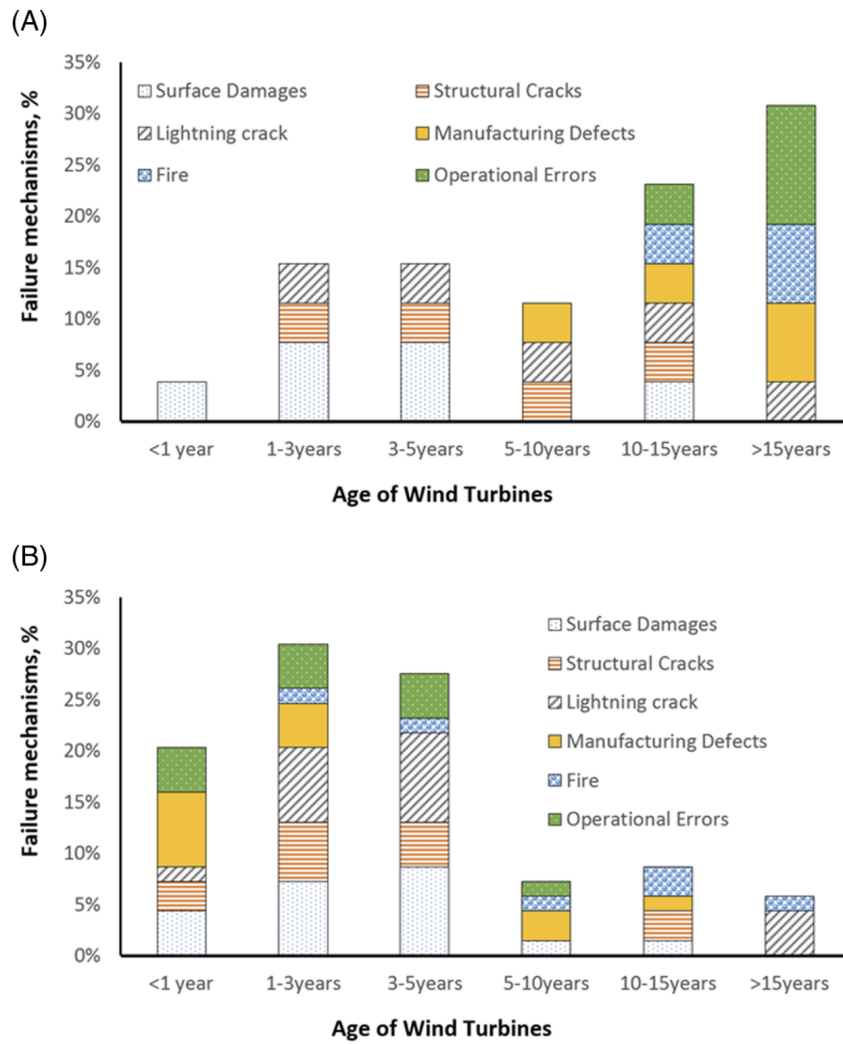 (A)
35%
30%
25%
20%
15%
10%
5%
0%
Failure mechanisms, %
Surface Damages
Structural Cracks
Lightning crack
Manufacturing Defects
Fire
Operational Errors
<1 year
1-3years
3-5years
5-10years
10-15years
>15years
Age of Wind Turbines
(B)
35%
30%
25%
20%
15%
10%
5%
0%
Failure mechanisms, %
Surface Damages
Structural Cracks
Lightning crack
Manufacturing Defects
Fire
Operational Errors
<1 year
1-3years
3-5years
5-10years
10-15years
>15years
Age of Wind Turbines